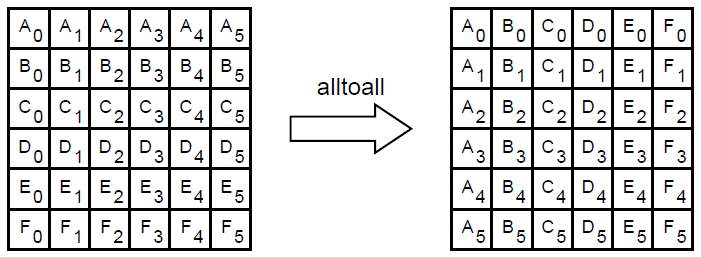 A0 A1 A2 A3 A4 A5
B0 B1 B2 B3 B4 B5
C0 C1 C2 C3 C4 C5
D0 D1 D2 D3 D4 D5
E0 E1 E2 E3 E4 E5
F0 F1 F2 F3 F4 F5
alltoall
A0 B0 C0 D0 E0 F0
A1 B1 C1 D1 E1 F1
A2 B2 C2 D2 E2 F2
A3 B3 C3 D3 E3 F3
A4 B4 C4 D4 E4 F4
A5 B5 C5 D5 E5 F5